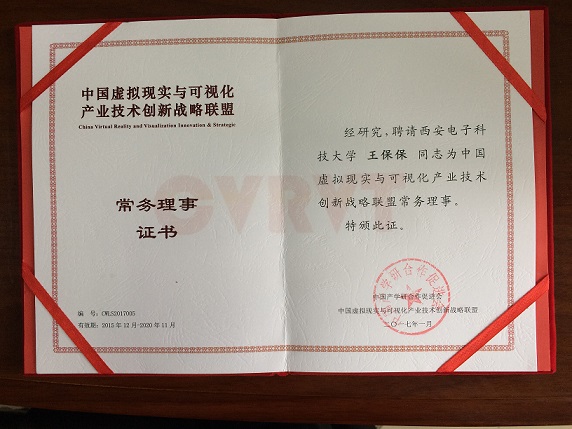 中国虚拟现实与可视化
产业技术创新战略联盟
China Virtual Reality and Visualization Innovation & Strategic
常务理事
证书
编 号：CWLS2017005
有效期：2015年12月-2020年11月
经研究，聘请西安电子科
技大学 王保保 同志为中国
虚拟现实与可视化产业技术
创新战略联盟常务理事。
特颁此证。
中国产学研合作促进会
中国虚拟现实与可视化产业技术创新战略联盟
二〇一七年一月